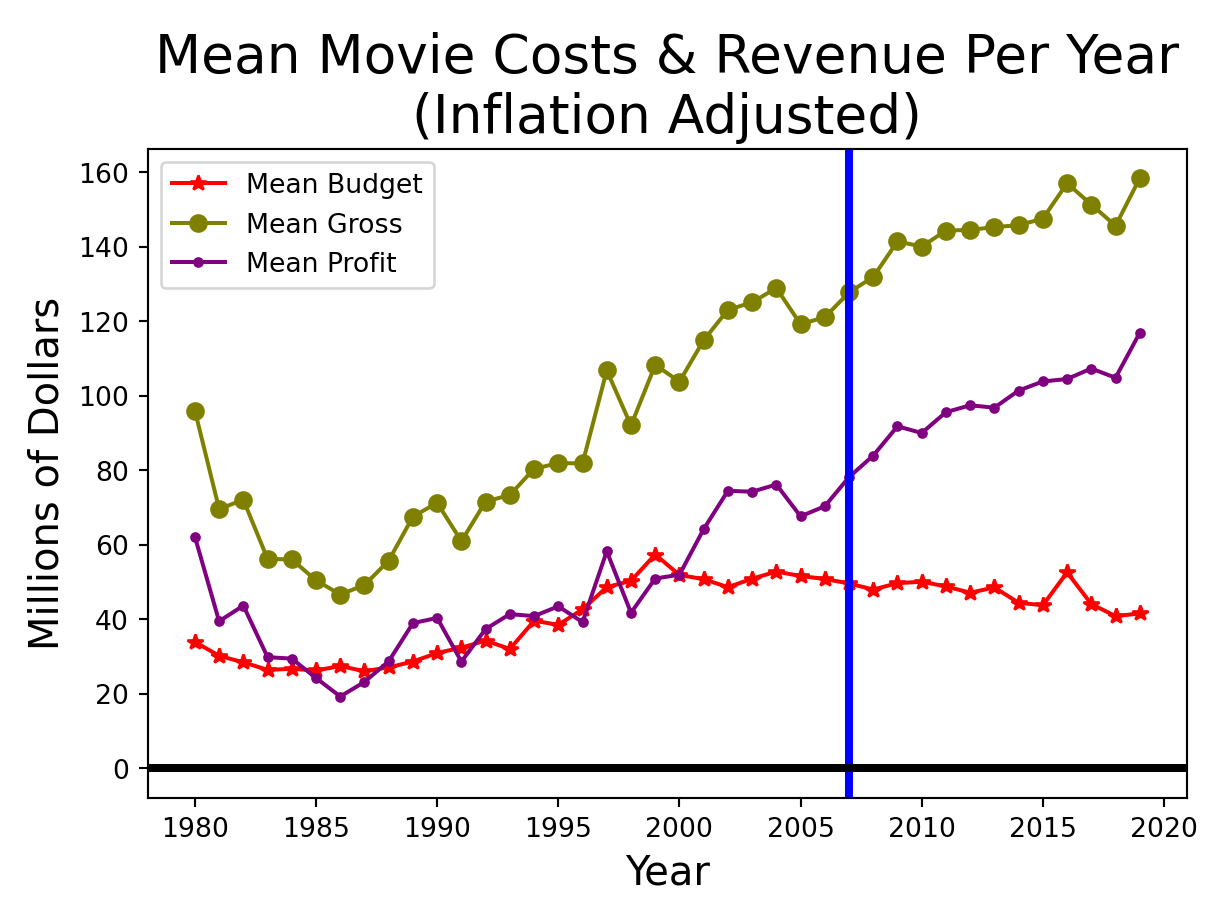 Mean Movie Costs & Revenue Per Year
(Inflation Adjusted)
Mean Budget
Mean Gross
Mean Profit
Millions of Dollars
160
140
120
100
80
60
40
20
0
1980 1985 1990 1995 2000 2005 2010 2015 2020
Year